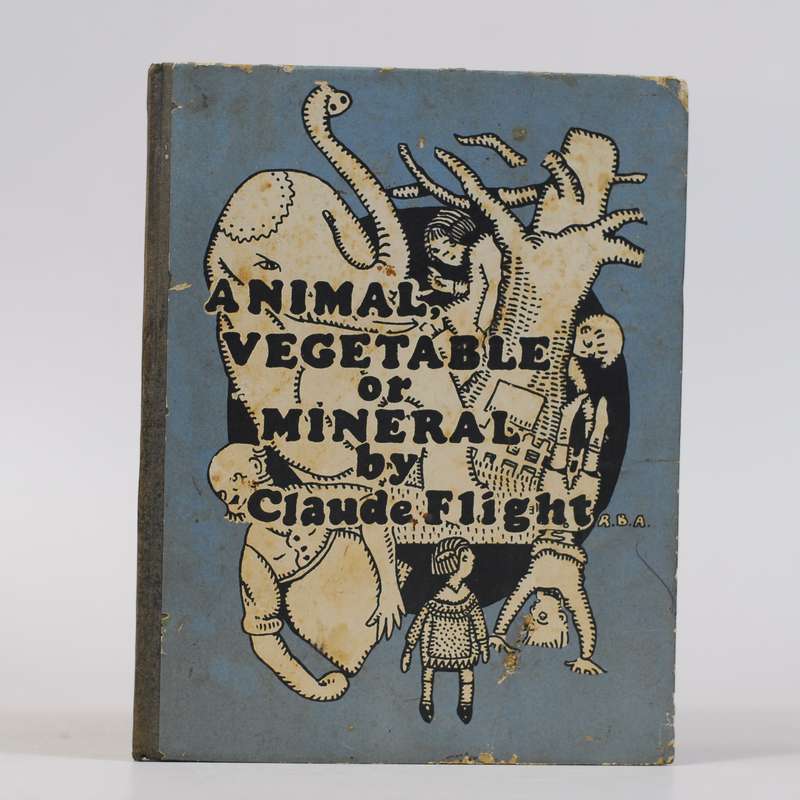 ANIMAL,
VEGETABLE
or
MINERAL
by
Claude Flight
R.B.A.